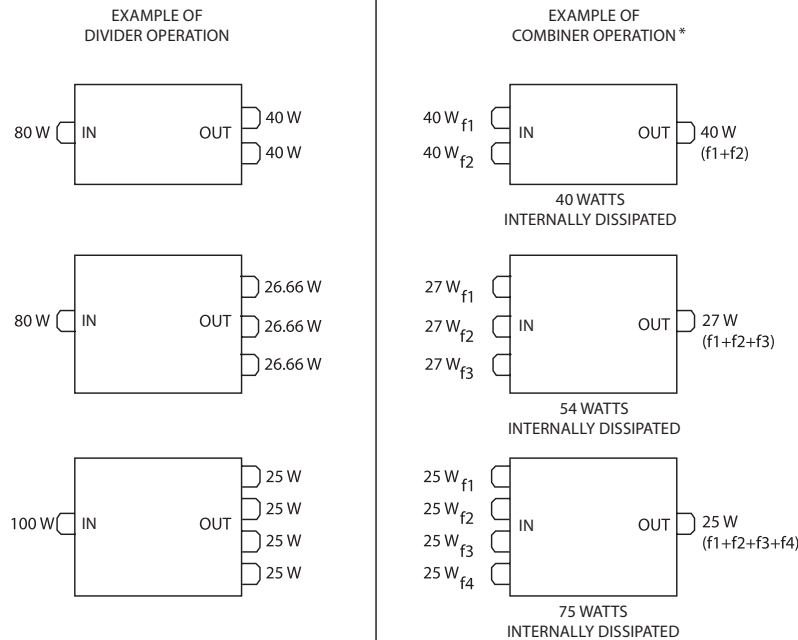 EXAMPLE OF
DIVIDER OPERATION
80 W
IN
OUT
40 W
40 W
80 W
IN
OUT
26.66 W
26.66 W
26.66 W
100 W
IN
OUT
25 W
25 W
25 W
25 W
EXAMPLE OF
COMBINER OPERATION *
40 W f1
40 W f2
IN
OUT
40 W
(f1+f2)
40 WATTS
INTERNALLY DISSIPATED
27 W f1
27 W f2
27 W f3
IN
OUT
27 W
(f1+f2+f3)
54 WATTS
INTERNALLY DISSIPATED
25 W f1
25 W f2
25 W f3
25 W f4
IN
OUT
25 W
(f1+f2+f3+f4)
75 WATTS
INTERNALLY DISSIPATED